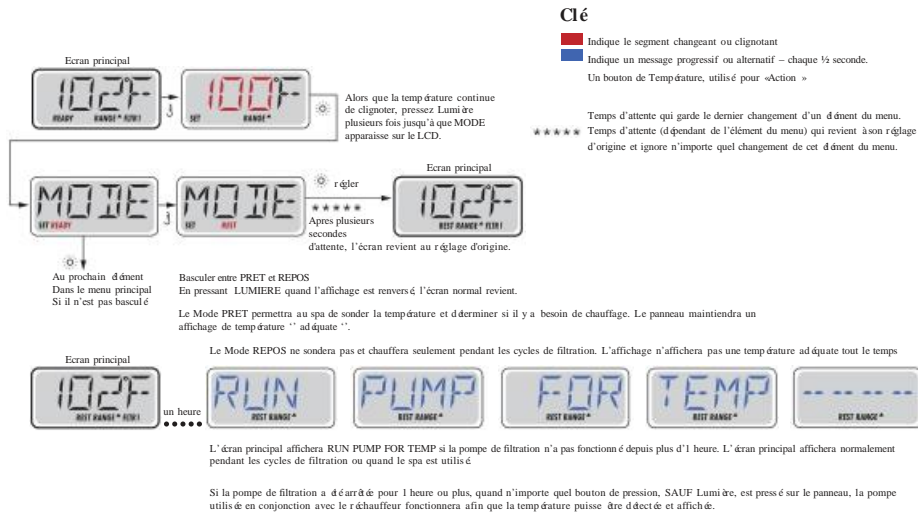 Clé
Indique le segment changeant ou clignotant
Indique un message progressif ou alternatif – chaque ½ seconde.
Un bouton de Température, utilisé pour «Action »
Temps d'attente qui garde le dernier changement d'un élément du menu.
***** Temps d'attente (dépendant de l'élément du menu) qui revient à son réglage
d'origine et ignore n'importe quel changement de cet élément du menu.
Ecran principal
102°F
READY RANGE FLTR 1
100°F
SET RANGE
Alors que la température continue
de clignoter, pressez Lumière
plusieurs fois jusqu'à que MODE
apparaisse sur le LCD.
MODE
SET READY
MODE
SET REST
régler
*****
Apres plusieurs
secondes
d'attente, l'écran revient au réglage d'origine.
Ecran principal
102°F
REST RANGE FLTR 1
Au prochain élément
Dans le menu principal
Si il n'est pas basculé
Basculer entre PRET et REPOS
En pressant LUMIERE quand l'affichage est renversé, l'écran normal revient.
Le Mode PRET permettra au spa de sonder la température et déterminer si il y a besoin de chauffage. Le panneau maintiendra un
affichage de température '' adéquate ''.
Le Mode REPOS ne sondera pas et chauffera seulement pendant les cycles de filtration. L'affichage n'affichera pas une température adéquate tout le temps
Ecran principal
102°F
REST RANGE FLTR 1
un heure
RUN
REST RANGE
PUMP
REST RANGE
FOR
REST RANGE
TEMP
REST RANGE
-----
REST RANGE
L'écran principal affichera RUN PUMP FOR TEMP si la pompe de filtration n'a pas fonctionné depuis plus d'1 heure. L'écran principal affichera normalement
pendant les cycles de filtration ou quand le spa est utilisé.
Si la pompe de filtration a été arrêtée pour 1 heure ou plus, quand n'importe quel bouton de pression, SAUF Lumière, est pressé sur le panneau, la pompe
utilisée en conjonction avec le réchauffeur fonctionnera afin que la température puisse être détectée et affichée.